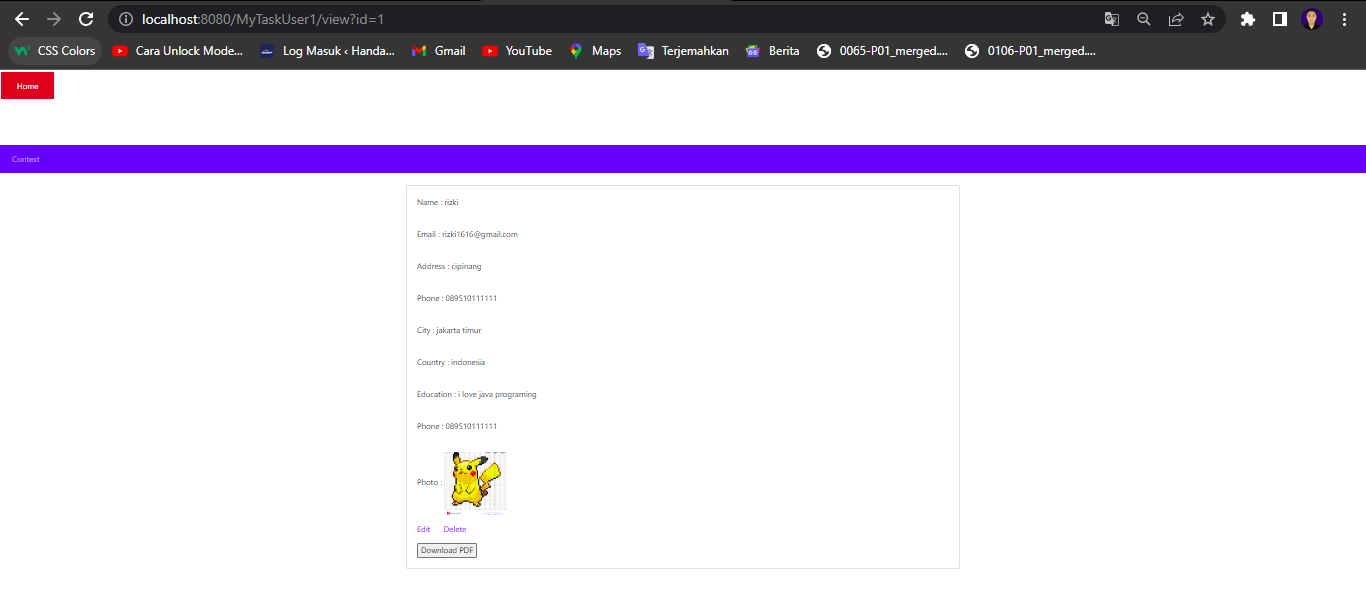 localhost:8080/MyTaskUser1/view?id=1
CSS Colors Cara Unlock Mode... Log Masuk ‹ Handa... Gmail YouTube Maps Terjemahkan Berita 0065-P01_merged.... 0106-P01_merged....
Home
Context
Name : rizki
Email : rizki1616@gmail.com
Address : cipinang
Phone : 089510111111
City : jakarta timur
Country : indonesia
Education : i love java programing
Phone : 089510111111
Photo :
Edit Delete
Download PDF